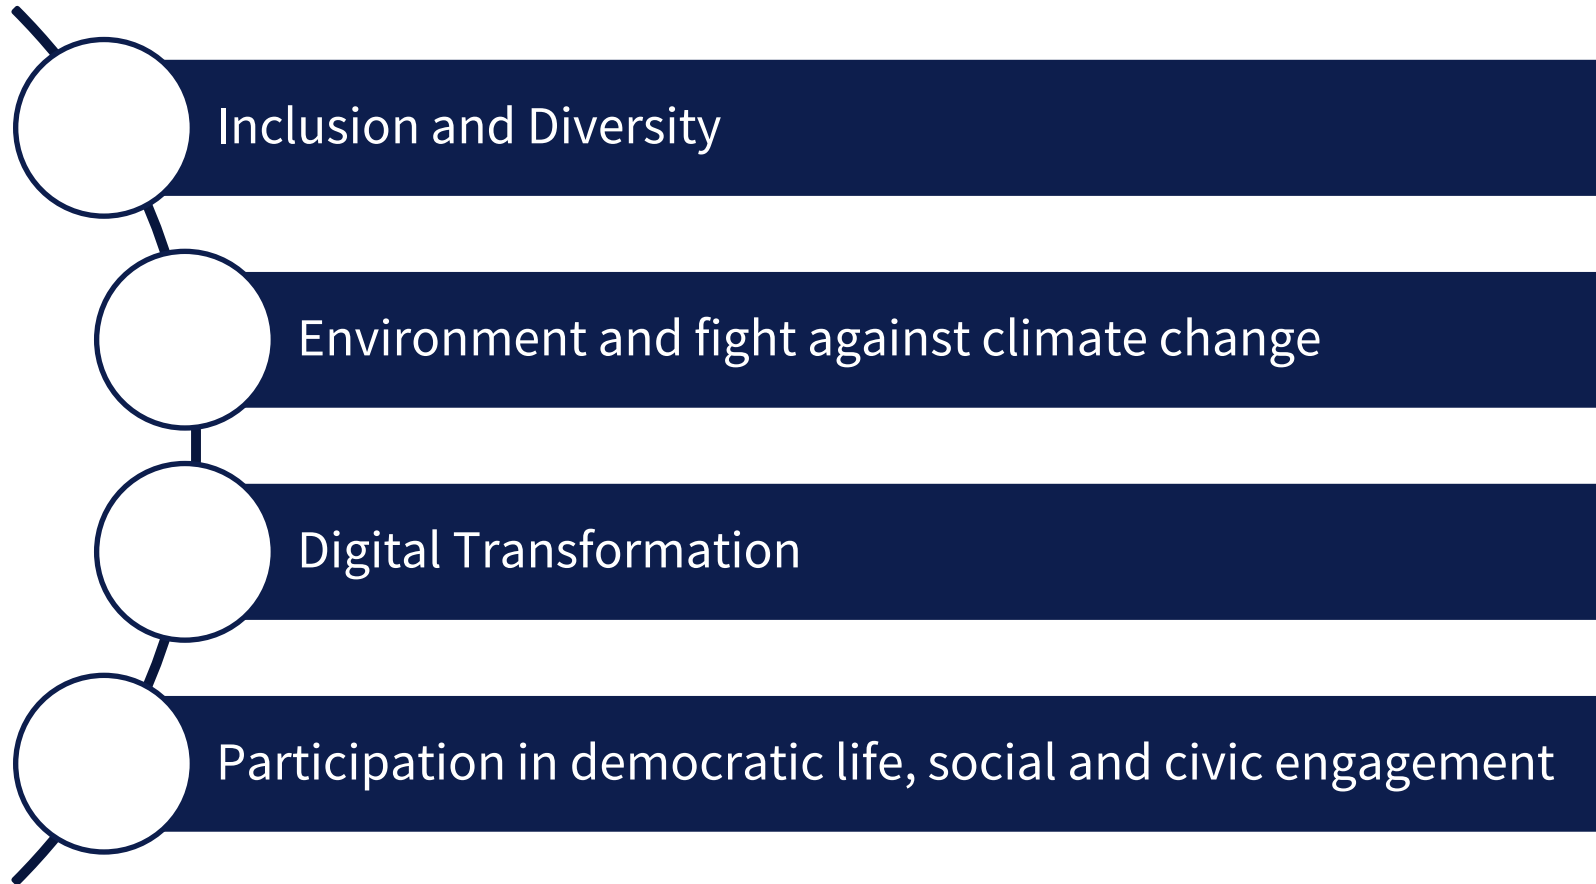 Inclusion and Diversity
Environment and fight against climate change
Digital Transformation
Participation in democratic life, social and civic engagement